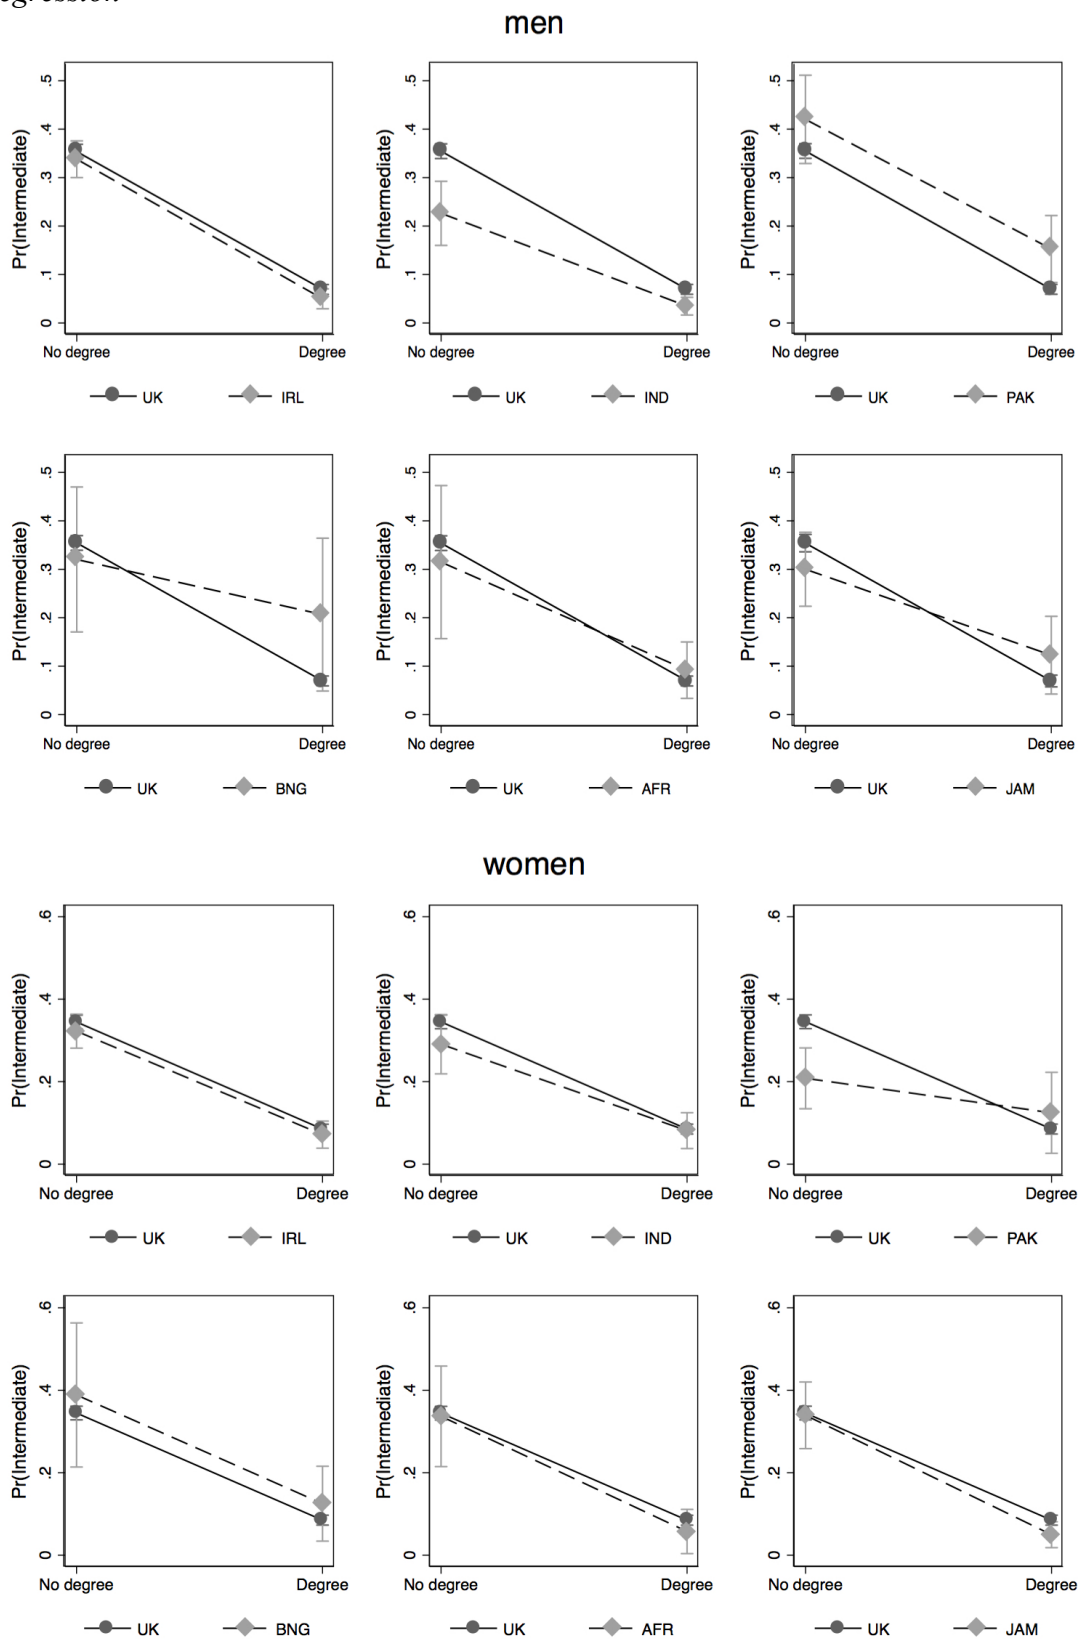 egression
men
Pr(Intermediate) Pr(Intermediate) Pr(Intermediate)
.5 .5 .5
.4 .4 .4
.3 .3 .3
.2 .2 .2
.1 .1 .1
0 0 0
No degree Degree No degree Degree No degree Degree
UK IRL UK IND UK PAK
Pr(Intermediate) Pr(Intermediate) Pr(Intermediate)
.5 .5 .5
.4 .4 .4
.3 .3 .3
.2 .2 .2
.1 .1 .1
0 0 0
No degree Degree No degree Degree No degree Degree
UK BNG UK AFR UK JAM
women
Pr(Intermediate) Pr(Intermediate) Pr(Intermediate)
.6 .6 .6
.4 .4 .4
.2 .2 .2
0 0 0
No degree Degree No degree Degree No degree Degree
UK IRL UK IND UK PAK
Pr(Intermediate) Pr(Intermediate) Pr(Intermediate)
.6 .6 .6
.4 .4 .4
.2 .2 .2
0 0 0
No degree Degree No degree Degree No degree Degree
UK BNG UK AFR UK JAM